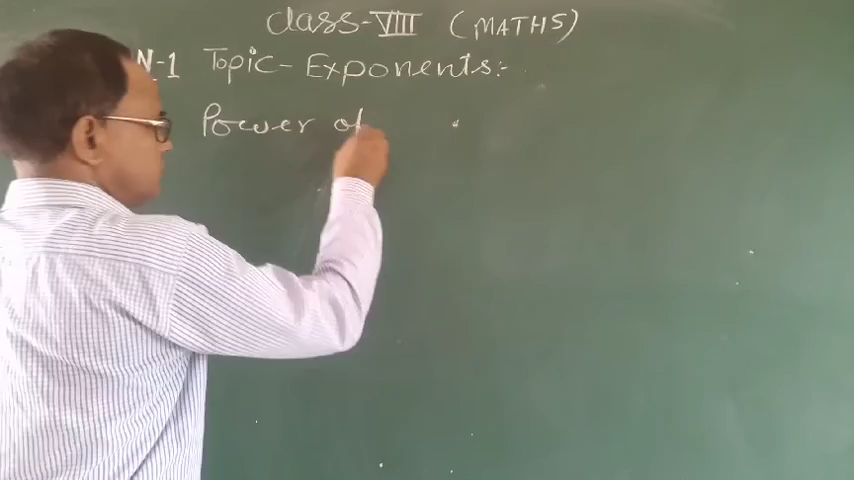 Class-VIII (MATHS)
N-1 Topic - Exponents:-
Power of